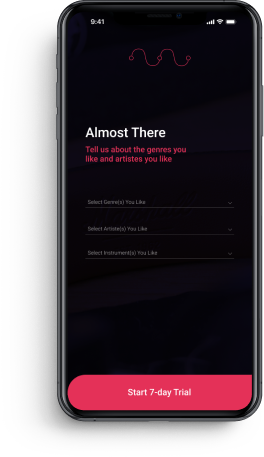 9:41
Almost There
Tell us about the genres you
like and artistes you like
Select Genre(s) You Like
Select Artiste(s) You Like
Select Instrument(s) You Like
Start 7-day Trial